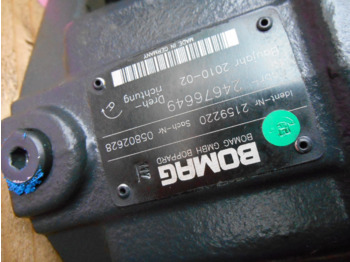 BOMAG
BOMAG GMBH BOPPARD
Ident-Nr 2159220 Sach-Nr 05802628
24676649 Dreh-
richtung
Baujahr 2010-02
MADE IN GERMANY